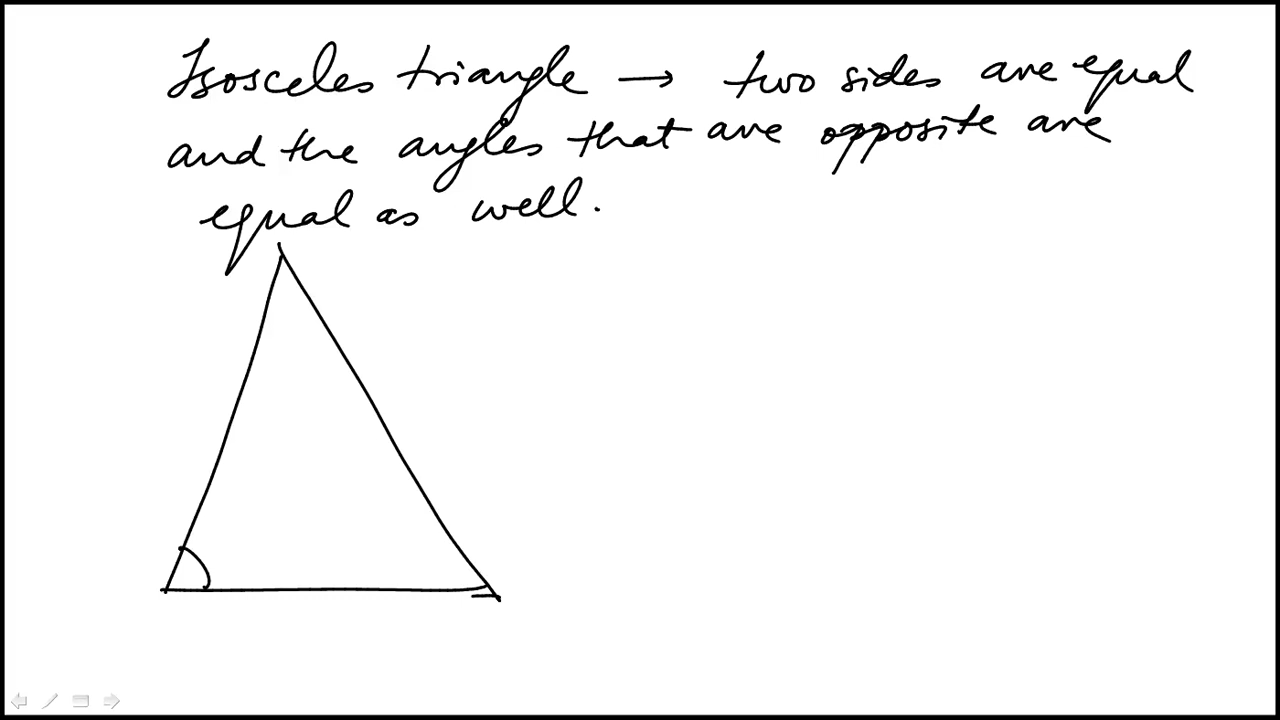 Isosceles triangle → two sides are equal
and the angles that are opposite are
equal as well.